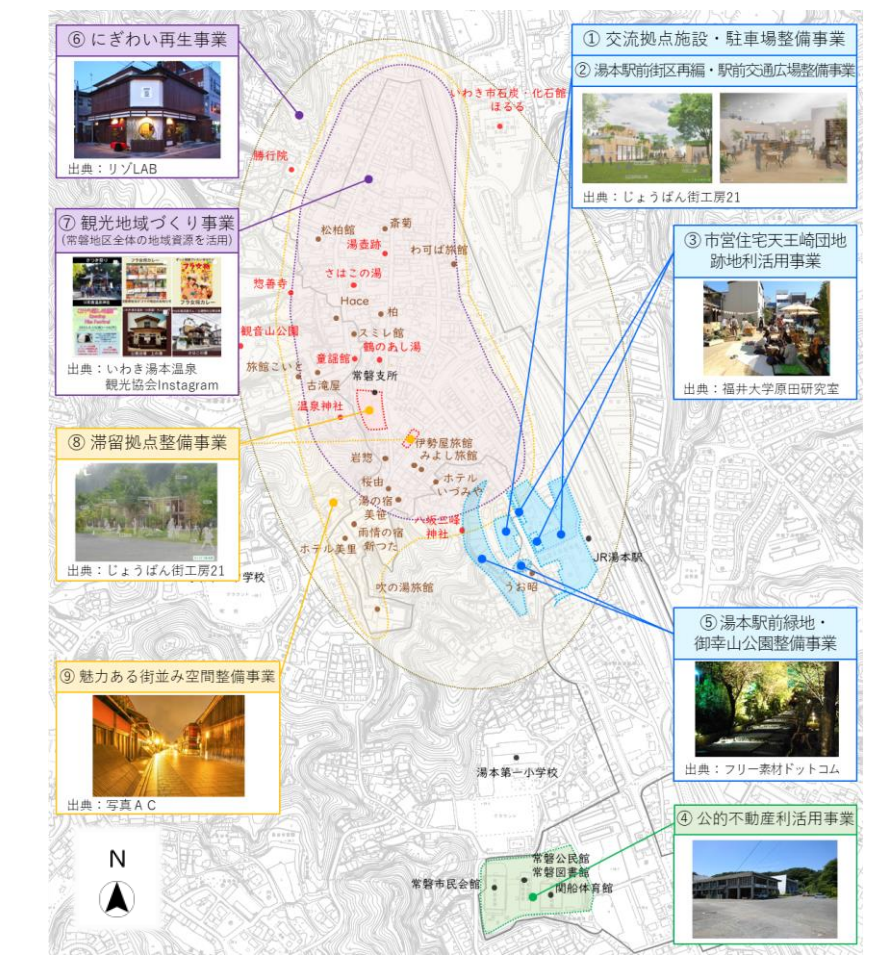 ⑥ にぎわい再生事業
出典：リゾLAB
⑦ 観光地域づくり事業
(常磐地区全体の地域資源を活用)
フラ女将カレー
出典：いわき湯本温泉
観光協会Instagram
⑧ 滞留拠点整備事業
出典：じょうばん街工房21
⑨ 魅力ある街並み空間整備事業
出典：写真ＡＣ
N
① 交流拠点施設・駐車場整備事業
② 湯本駅前街区再編・駅前交通広場整備事業
出典：じょうばん街工房21
③ 市営住宅天王崎団地
跡地利活用事業
出典：福井大学原田研究室
⑤ 湯本駅前緑地・
御幸山公園整備事業
出典：フリー素材ドットコム
④ 公的不動産利活用事業
いわき市石炭・化石館
ほるる
勝行院
斎菊
松柏館
湯壺跡
わ可ば旅館
さはこの湯
惣善寺
Hace
柏
観音山公園
スミレ館
鶴のあし湯
童謡館
旅館こいと
古滝屋
常磐支所
温泉神社
伊勢屋旅館
みよし旅館
岩惣
ホテル
いづみや
桜由
湯の宿
美笹
八坂三峰
神社
雨情の宿
新つた
ホテル美里
JR湯本駅
うお昭
吹の湯旅館
学校
湯本第一小学校
常磐公民館
常磐図書館
常磐市民会館
関船体育館